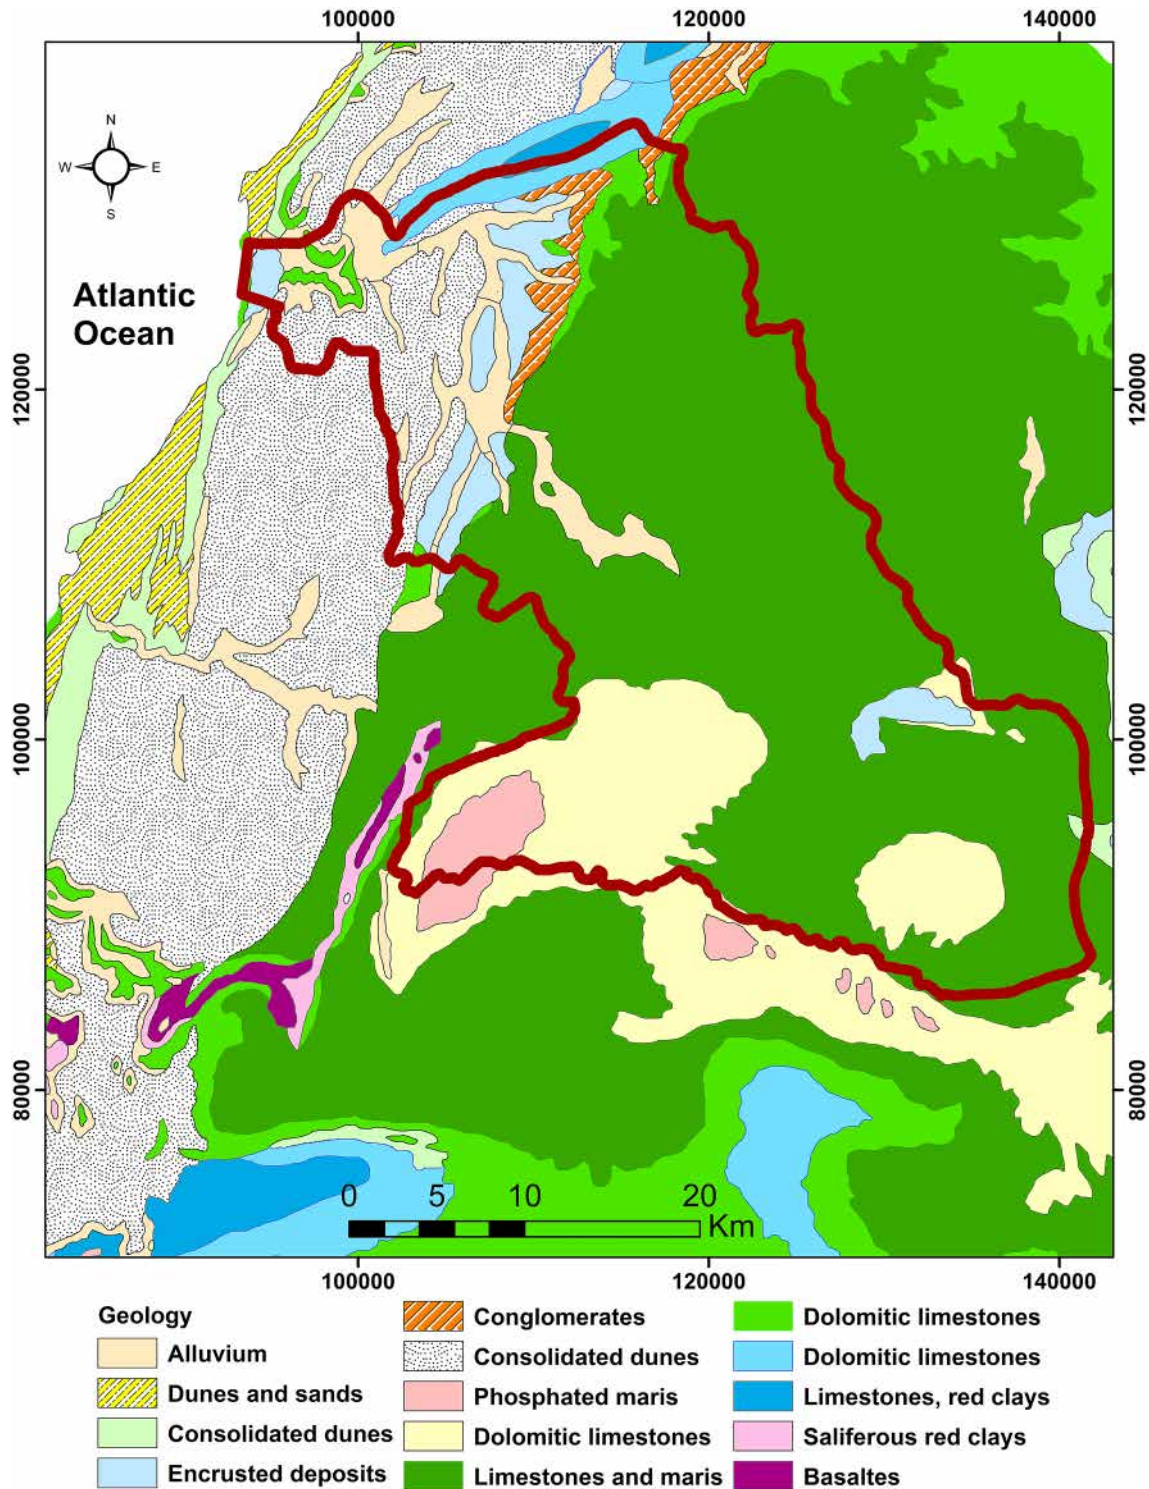 100000 120000 140000
N
W E
S
Atlantic
Ocean
120000 120000
100000 100000
80000 80000
0 5 10 20
Km
100000 120000 140000
Geology
Alluvium
Dunes and sands
Consolidated dunes
Encrusted deposits
Conglomerates
Consolidated dunes
Phosphated maris
Dolomitic limestones
Limestones and maris
Dolomitic limestones
Dolomitic limestones
Limestones, red clays
Saliferous red clays
Basaltes